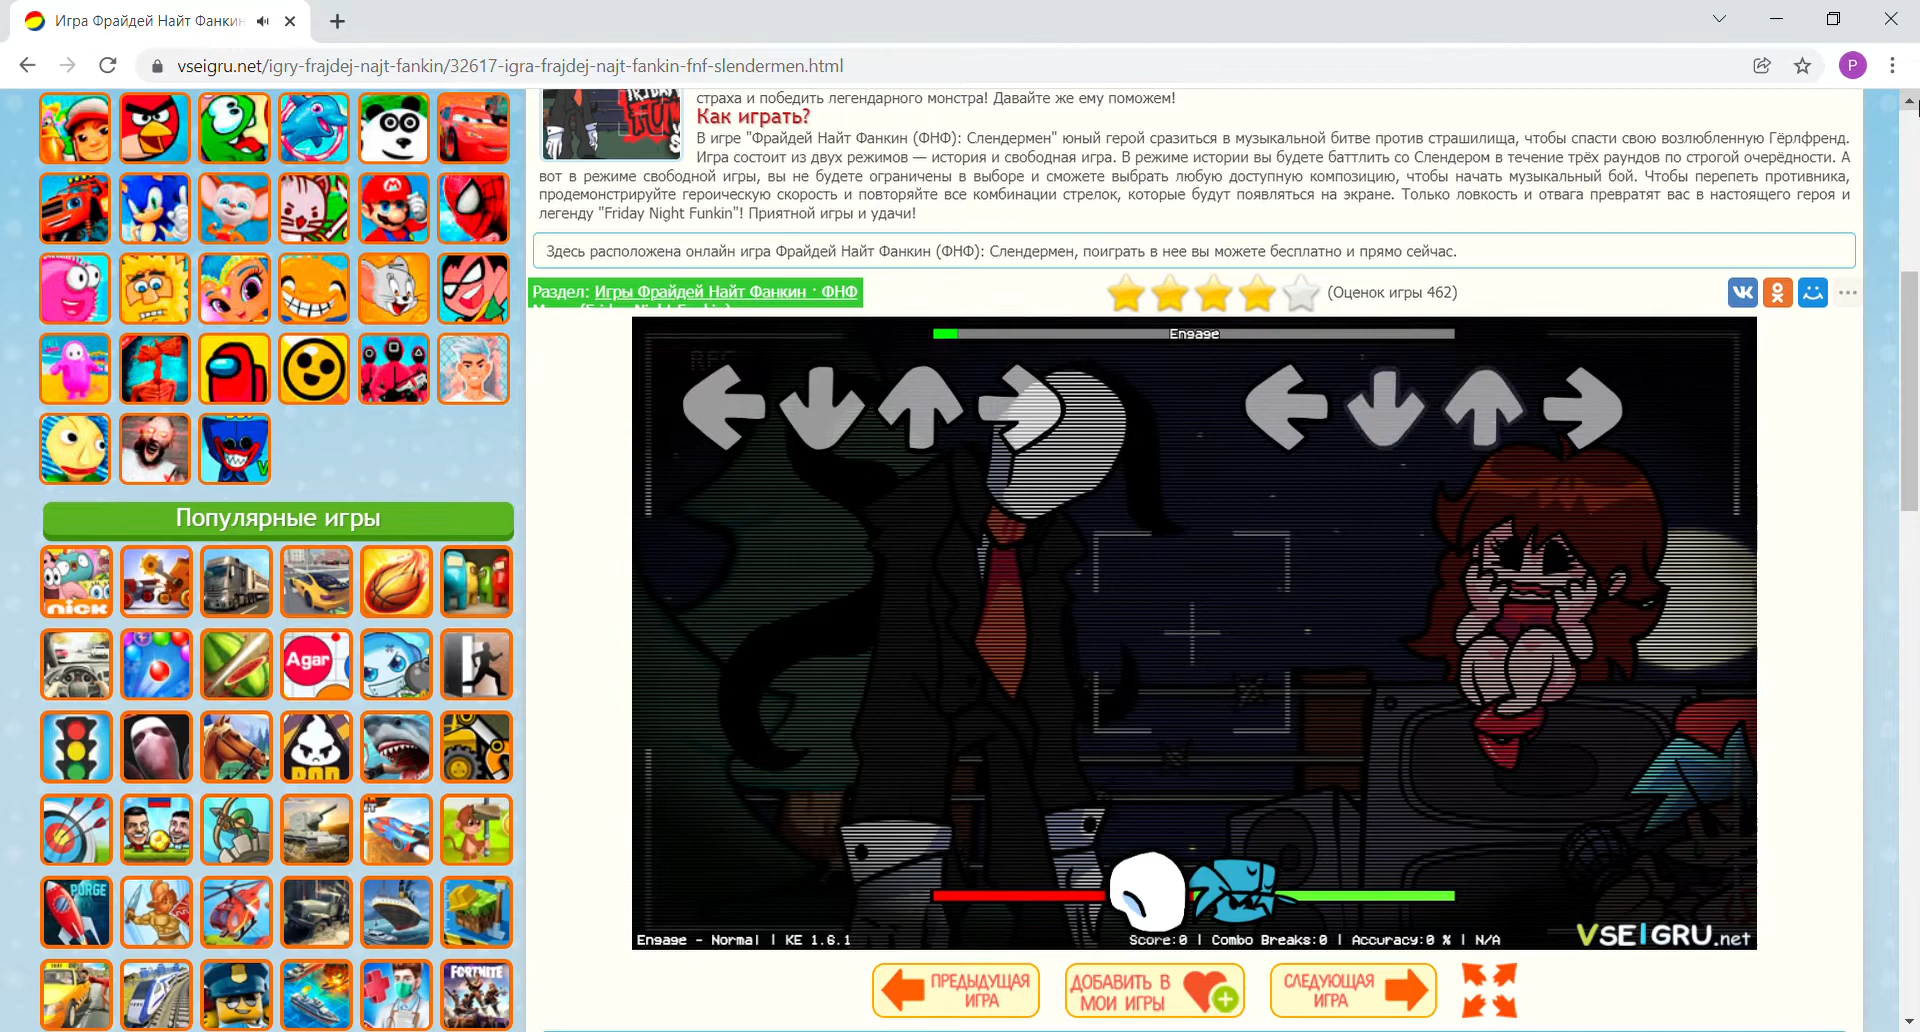 Игра Фрайдей Найт Фанкин
vseigru.net/igry-frajdej-najt-fankin/32617-igra-frajdej-najt-fankin-fnf-slendermen.html
P
страха и победить легендарного монстра! Давайте же ему поможем!
Как играть?
В игре "Фрайдей Найт Фанкин (ФНФ): Слендермен" юный герой сразиться в музыкальной битве против страшилища, чтобы спасти свою возлюбленную Гёрлфренд.
Игра состоит из двух режимов — история и свободная игра. В режиме истории вы будете баттлить со Слендером в течение трёх раундов по строгой очерёдности. А
вот в режиме свободной игры, вы не будете ограничены в выборе и сможете выбрать любую доступную композицию, чтобы начать музыкальный бой. Чтобы перепеть противника,
продемонстрируйте героическую скорость и повторяйте все комбинации стрелок, которые будут появляться на экране. Только ловкость и отвага превратят вас в настоящего героя и
легенду "Friday Night Funkin"! Приятной игры и удачи!
Здесь расположена онлайн игра Фрайдей Найт Фанкин (ФНФ): Слендермен, поиграть в нее вы можете бесплатно и прямо сейчас.
Раздел: Игры Фрайдей Найт Фанкин · ФНФ
(Оценок игры 462)
Engage
Популярные игры
nick
Agar
PURGE
FORTNITE
Engage - Normal | KE 1.6.1
Score:0 | Combo Breaks:0 | Accuracy:0 % | N/A
VSEIGRU.net
ПРЕДЫДУЩАЯ
ИГРА
ДОБАВИТЬ В
МОИ ИГРЫ
СЛЕДУЮЩАЯ
ИГРА